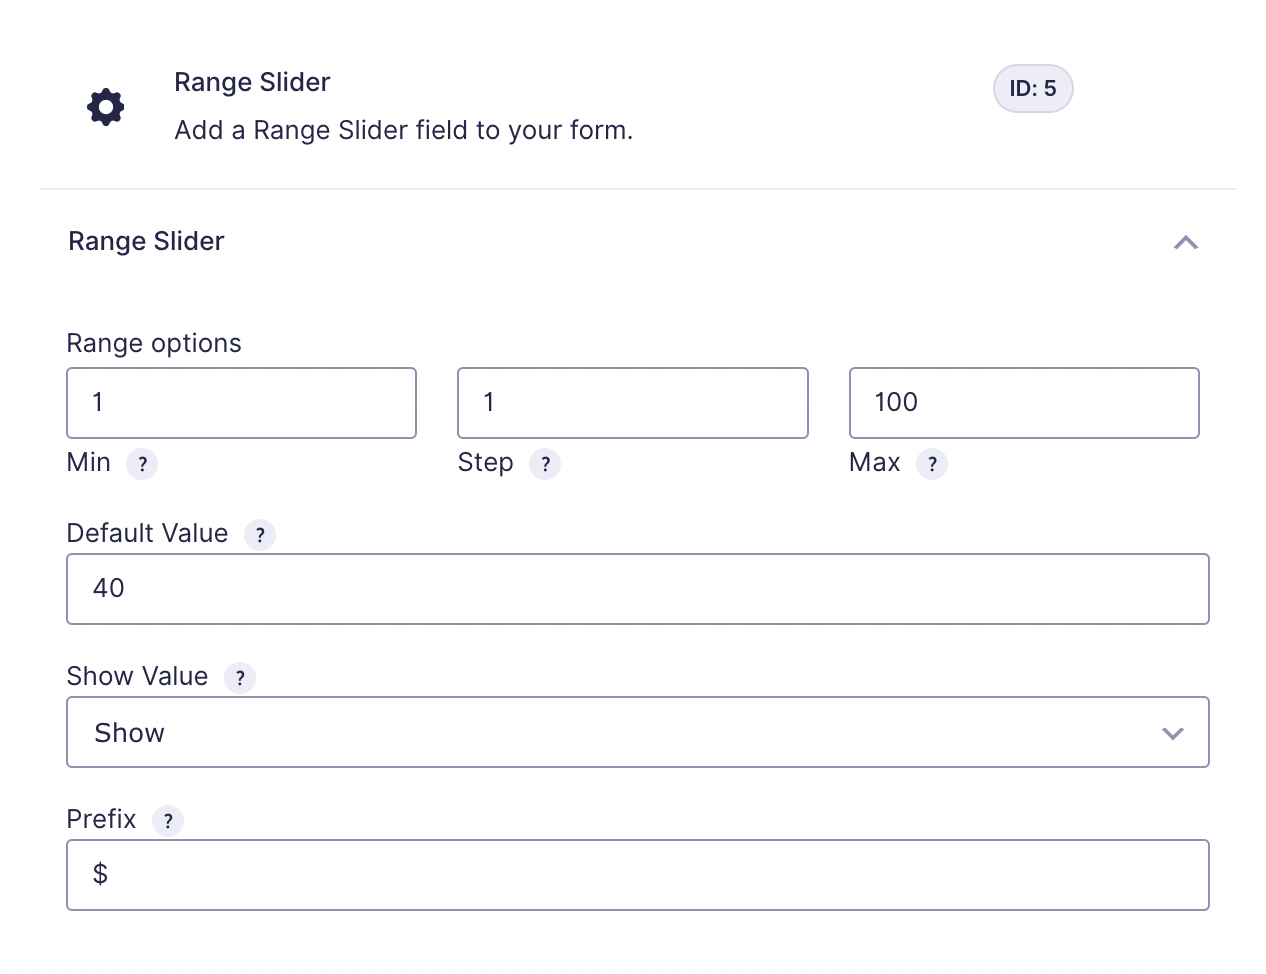 Range Slider
ID: 5
Add a Range Slider field to your form.
Range Slider
Range options
1 1 100
Min ? Step ? Max ?
Default Value ?
40
Show Value ?
Show
Prefix ?
$